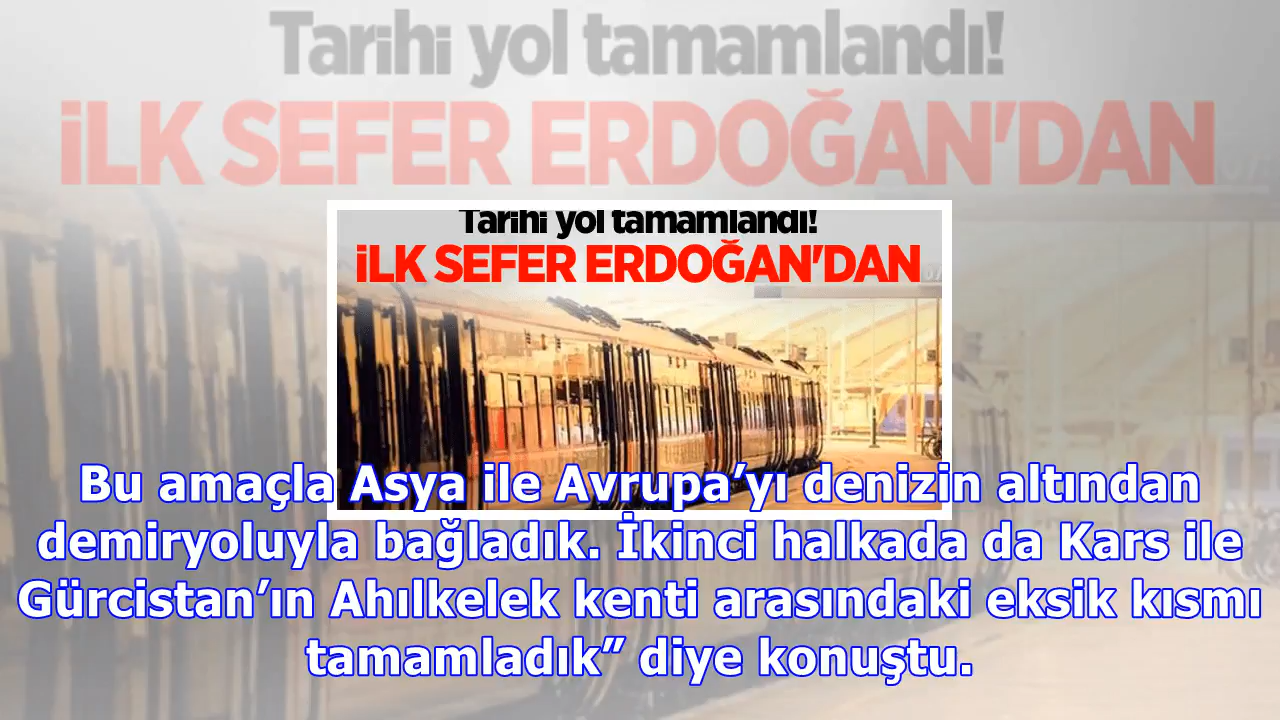 Tarihi yol tamamlandı!
İLK SEFER ERDOĞAN'DAN
Tarihi yol tamamlandı!
İLK SEFER ERDOĞAN'DAN
Bu amaçla Asya ile Avrupa’yı denizin altından
demiryoluyla bağladık. İkinci halkada da Kars ile
Gürcistan’ın Ahılkelek kenti arasındaki eksik kısmı
tamamladık” diye konuştu.